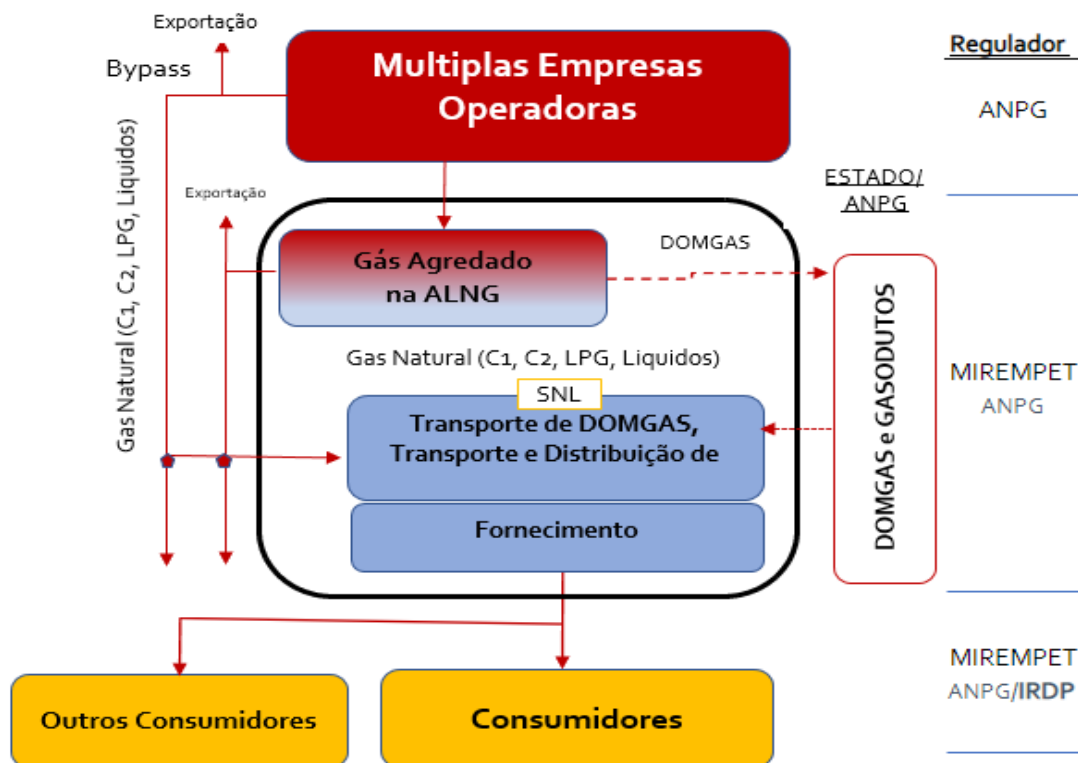 Exportação
Bypass
Multiplas Empresas
Operadoras
Regulador
ANPG
Gás Natural (C1, C2, LPG, Liquidos)
Exportação
ESTADO/
ANPG
Gás Agredado
na ALNG
DOMGAS
Gas Natural (C1, C2, LPG, Liquidos)
SNL
Transporte de DOMGAS,
Transporte e Distribuição de
Fornecimento
DOMGAS e GASODUTOS
MIREMPET
ANPG
Outros Consumidores
Consumidores
MIREMPET
ANPG/IRDP